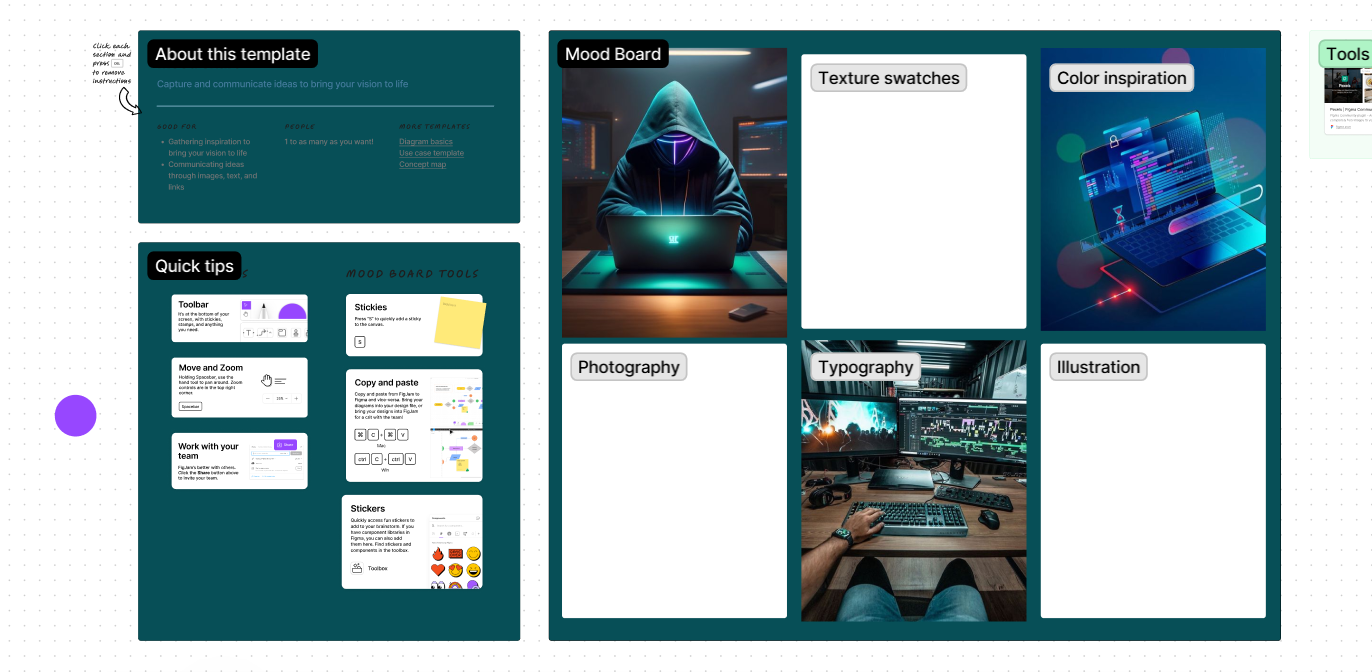 Click each
section and
press
to remove
instructions
About this template
Capture and communicate ideas to bring your vision to life
GOOD FOR
Gathering inspiration to
bring your vision to life
Communicating ideas
through images, text, and
links
PEOPLE
1 to as many as you want!
MORE TEMPLATES
Diagram basics
Use case template
Concept map
Quick tips
Toolbar
It's at the bottom of your
screen, with stickies,
stamps, and anything
you need.
Move and Zoom
Holding Spacebar, use the
hand tool to pan around. Zoom
controls are in the top right
corner.
Spacebar
Work with your
team
FigJam's better with others.
Click the Share button above
to invite your team.
Share
MOOD BOARD TOOLS
Stickies
Press "S" to quickly add a sticky
to the canvas.
S
Copy and paste
Copy and paste from FigJam to
Figma and vice-versa. Bring your
diagrams into your design file, or
bring your designs into FigJam
for a crit with the team!
⌘ C + ⌘ V
Mac
ctrl C + ctrl V
Win
Stickers
Quickly access fun stickers to
add to your brainstorm. If you
have component libraries in
Figma, you can also add
them here. Find stickers and
components in the toolbox.
Toolbox
Mood Board
Texture swatches
Color inspiration
Photography
Typography
Illustration
Tools